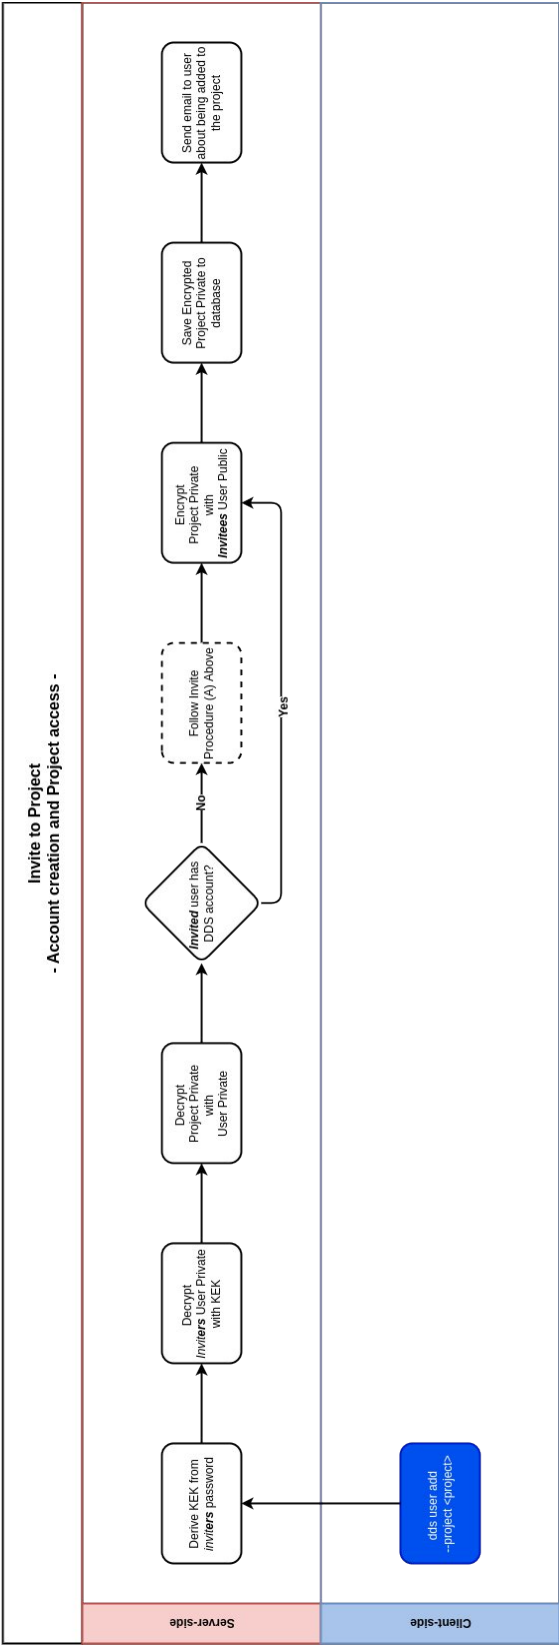 Invite to Project
- Account creation and Project access -
Server-side
Derive KEK from
inviters password
Decrypt
Inviters User Private
with KEK
Decrypt
Project Private
with
User Private
Invited user has
DDS account?
No
Yes
Follow Invite
Procedure (A) Above
Encrypt
Project Private
with
Invitees User Public
Save Encrypted
Project Private to
database
Send email to user
about being added to
the project
Client-side
dds user add
--project <project>